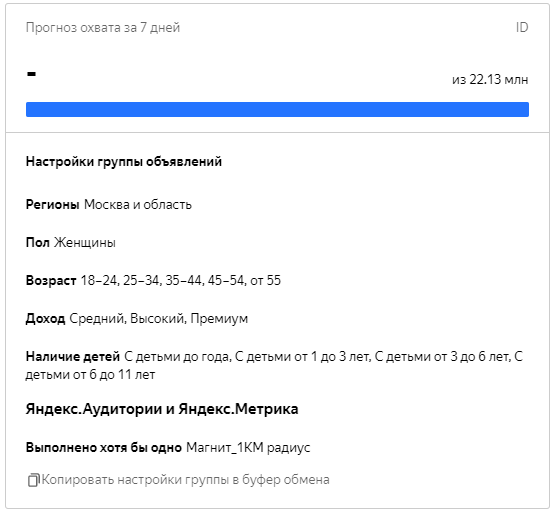 Прогноз охвата за 7 дней ID
-
из 22.13 млн
Настройки группы объявлений
Регионы Москва и область
Пол Женщины
Возраст 18–24, 25–34, 35–44, 45–54, от 55
Доход Средний, Высокий, Премиум
Наличие детей С детьми до года, С детьми от 1 до 3 лет, С детьми от 3 до 6 лет, С
детьми от 6 до 11 лет
Яндекс.Аудитории и Яндекс.Метрика
Выполнено хотя бы одно Магнит_1КМ радиус
Копировать настройки группы в буфер обмена